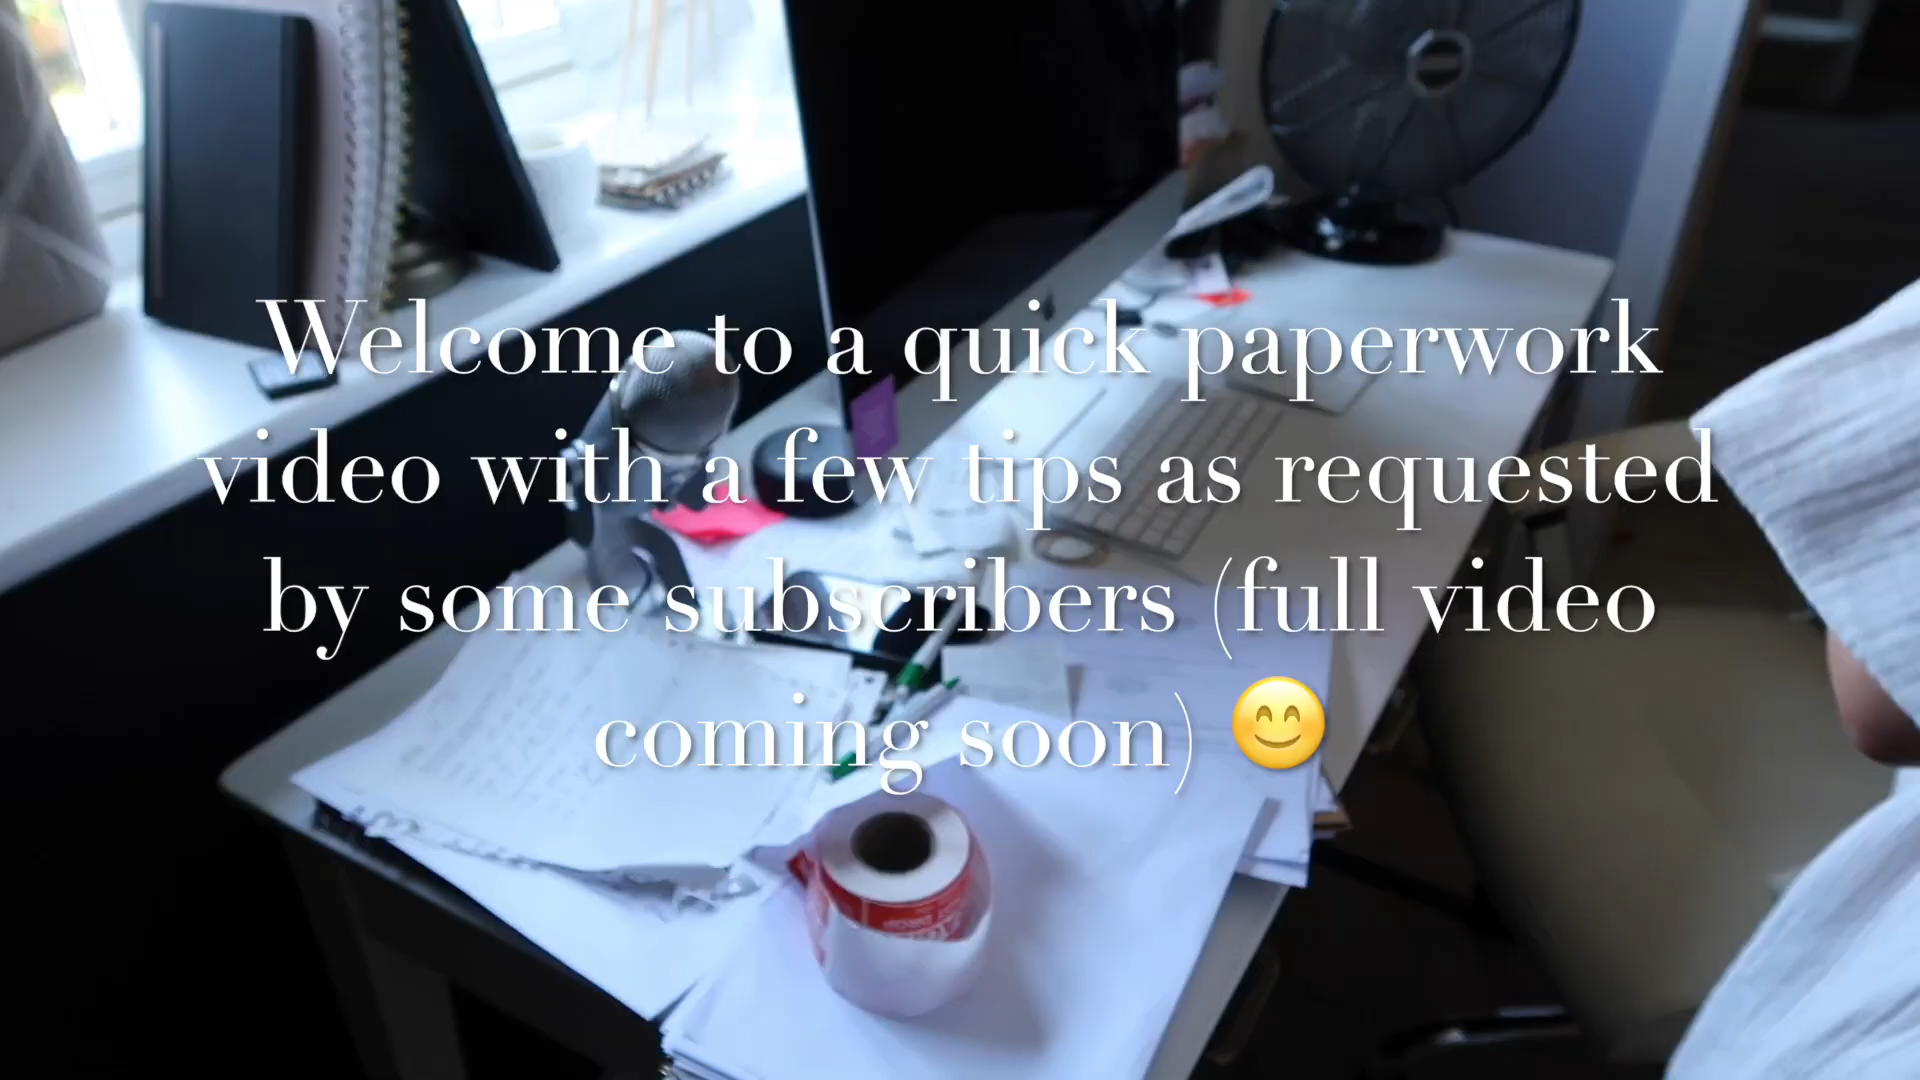 Welcome to a quick paperwork
video with a few tips as requested
by some subscribers (full video
coming soon) 😊